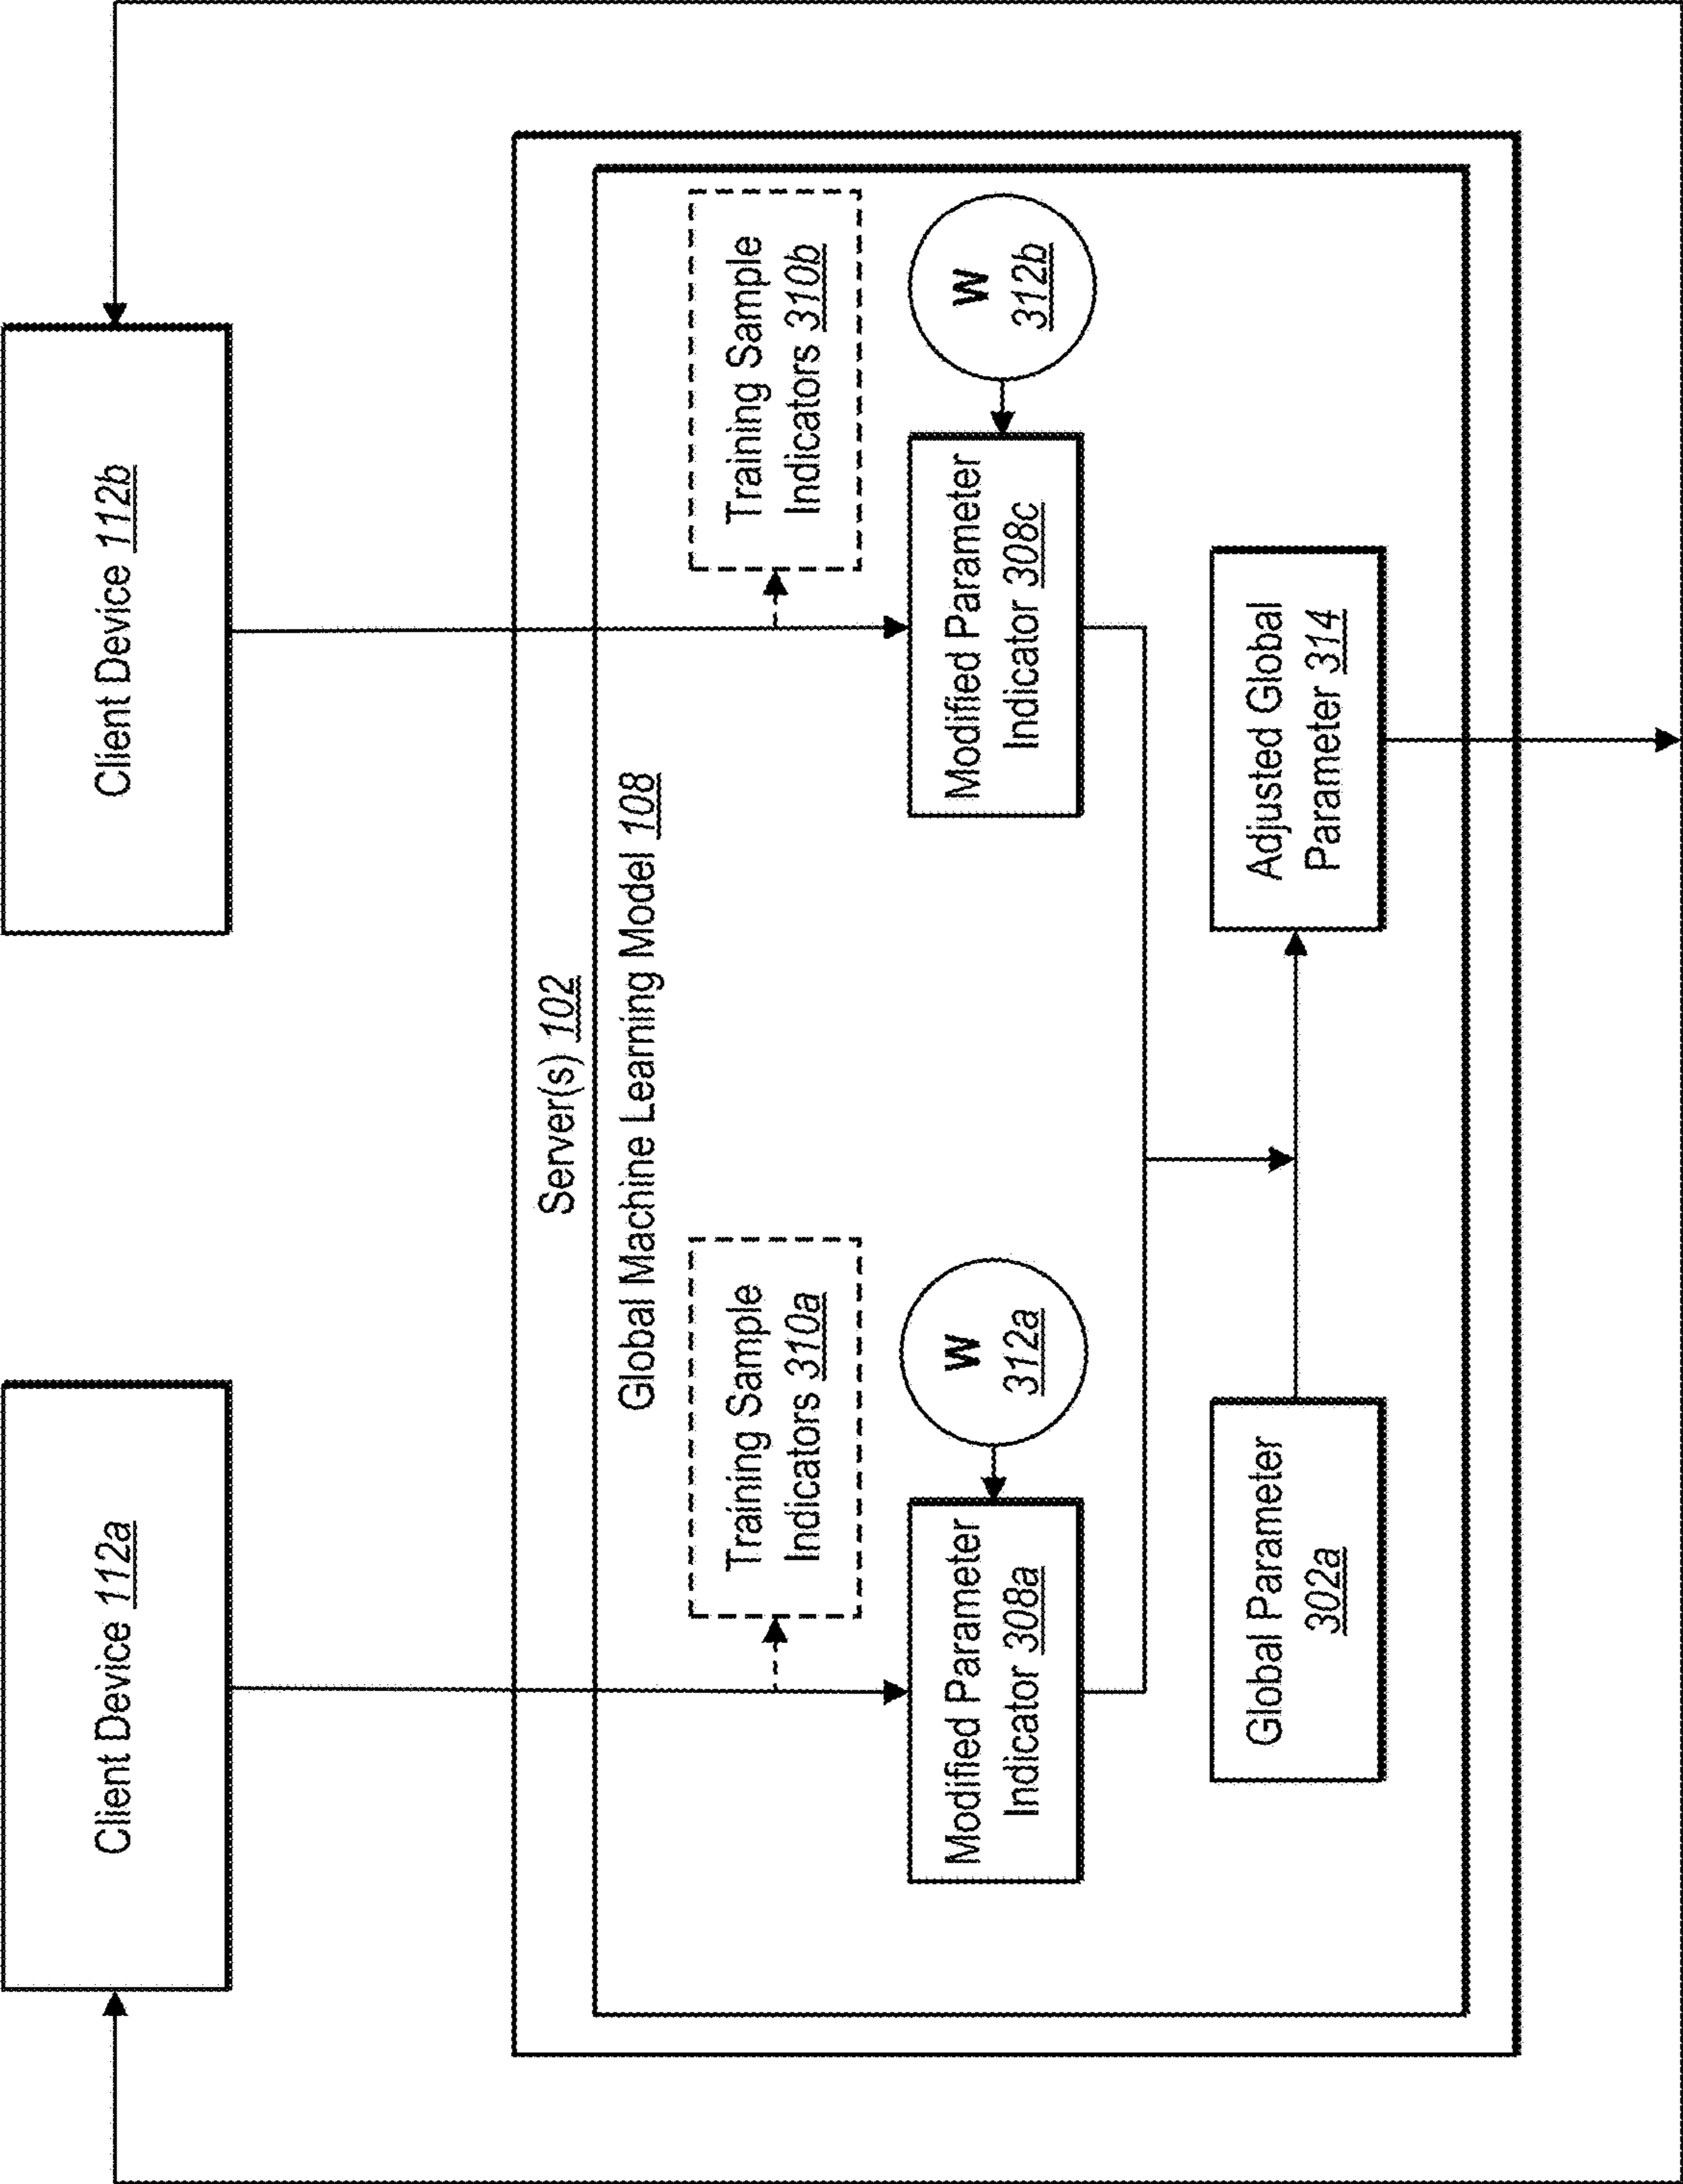 Client Device 112a
Client Device 112b
Server(s) 102
Global Machine Learning Model 108
Training Sample
Indicators 310a
Training Sample
Indicators 310b
Modified Parameter
Indicator 308a
W
312a
Modified Parameter
Indicator 308c
W
312b
Global Parameter
302a
Adjusted Global
Parameter 314